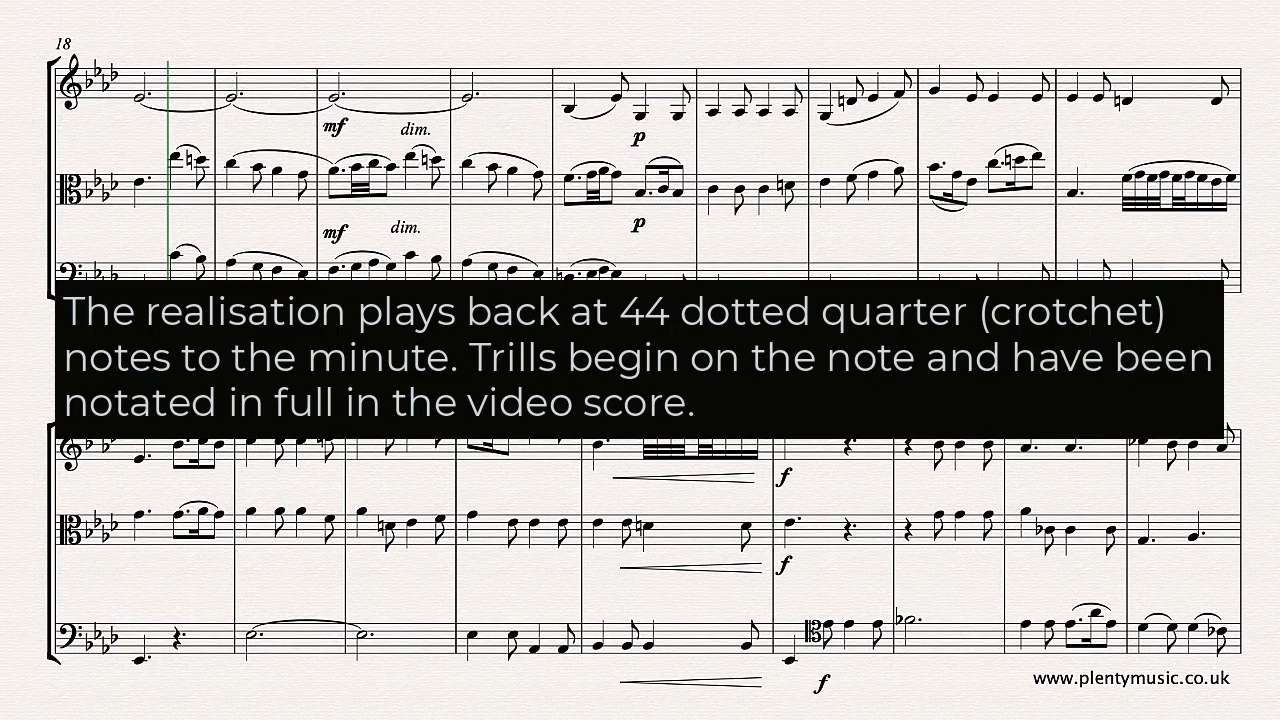 18
mf
dim.
p
mf
dim.
p
The realisation plays back at 44 dotted quarter (crotchet)
notes to the minute. Trills begin on the note and have been
notated in full in the video score.
f
f
f
www.plentymusic.co.uk